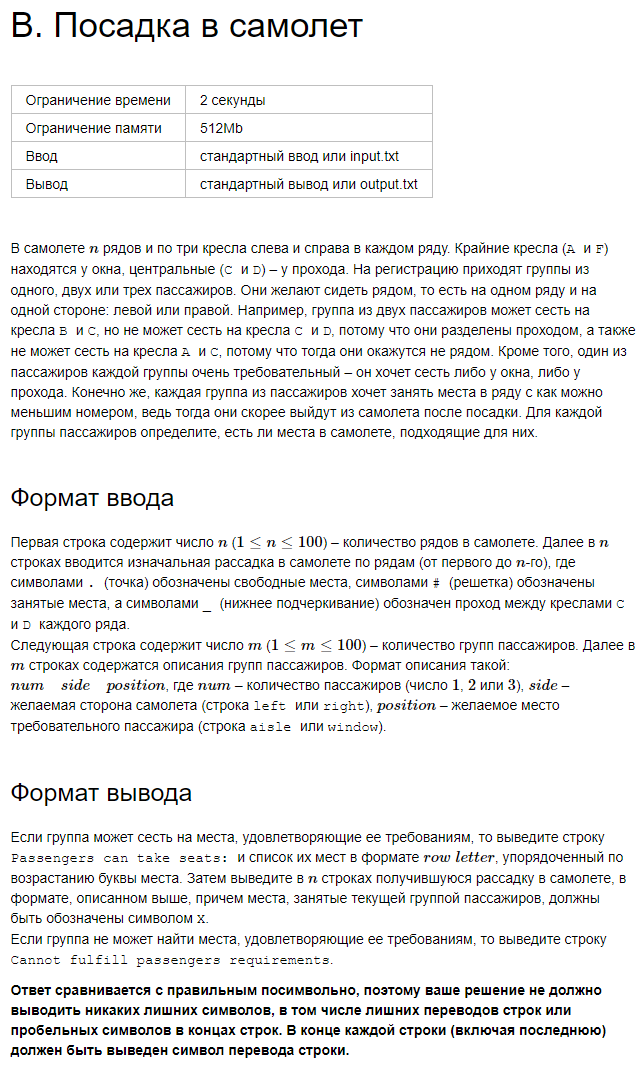 B. Посадка в самолет
Ограничение времени 2 секунды
Ограничение памяти 512Mb
Ввод стандартный ввод или input.txt
Вывод стандартный вывод или output.txt
В самолете n рядов и по три кресла слева и справа в каждом ряду. Крайние кресла (A и F)
находятся у окна, центральные (C и D) – у прохода. На регистрацию приходят группы из
одного, двух или трех пассажиров. Они желают сидеть рядом, то есть на одном ряду и на
одной стороне: левой или правой. Например, группа из двух пассажиров может сесть на
кресла B и C, но не может сесть на кресла C и D, потому что они разделены проходом, а также
не может сесть на кресла A и C, потому что тогда они окажутся не рядом. Кроме того, один из
пассажиров каждой группы очень требовательный – он хочет сесть либо у окна, либо у
прохода. Конечно же, каждая группа из пассажиров хочет занять места в ряду с как можно
меньшим номером, ведь тогда они скорее выйдут из самолета после посадки. Для каждой
группы пассажиров определите, есть ли места в самолете, подходящие для них.
Формат ввода
Первая строка содержит число n (1 ≤ n ≤ 100) – количество рядов в самолете. Далее в n
строках вводится изначальная рассадка в самолете по рядам (от первого до n-го), где
символами . (точка) обозначены свободные места, символами # (решетка) обозначены
занятые места, а символами _ (нижнее подчеркивание) обозначен проход между креслами C
и D каждого ряда.
Следующая строка содержит число m (1 ≤ m ≤ 100) – количество групп пассажиров. Далее в
m строках содержатся описания групп пассажиров. Формат описания такой:
num side position, где num – количество пассажиров (число 1, 2 или 3), side –
желаемая сторона самолета (строка left или right), position – желаемое место
требовательного пассажира (строка aisle или window).
Формат вывода
Если группа может сесть на места, удовлетворяющие ее требованиям, то выведите строку
Passengers can take seats: и список их мест в формате row letter, упорядоченный по
возрастанию буквы места. Затем выведите в n строках получившуюся рассадку в самолете, в
формате, описанном выше, причем места, занятые текущей группой пассажиров, должны
быть обозначены символом X.
Если группа не может найти места, удовлетворяющие ее требованиям, то выведите строку
Cannot fulfill passengers requirements.
Ответ сравнивается с правильным посимвольно, поэтому ваше решение не должно
выводить никаких лишних символов, в том числе лишних переводов строк или
пробельных символов в концах строк. В конце каждой строки (включая последнюю)
должен быть выведен символ перевода строки.